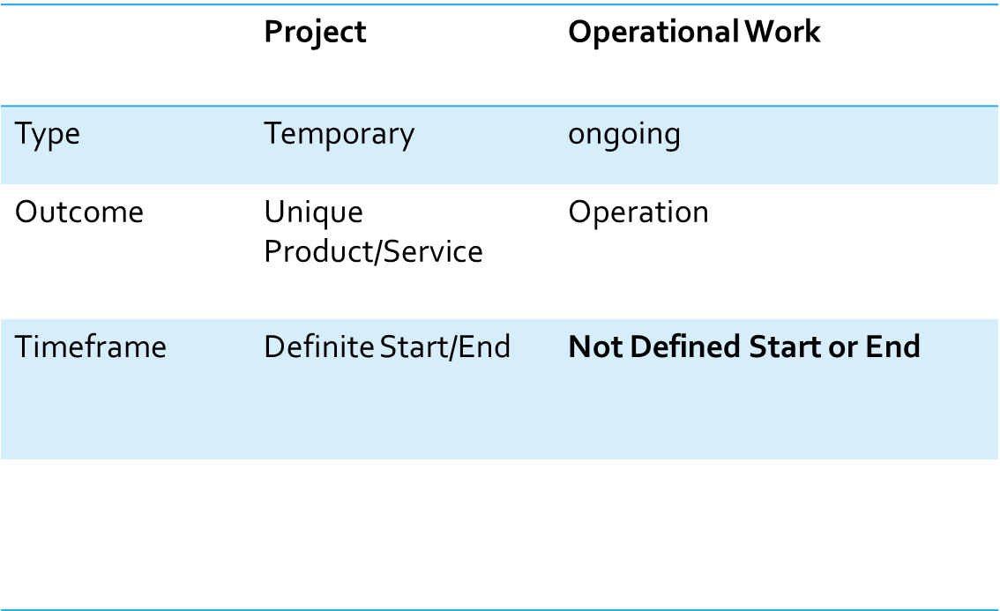 Project Operational Work
Type Temporary ongoing
Outcome Unique Product/Service Operation
Timeframe Definite Start/End Not Defined Start or End